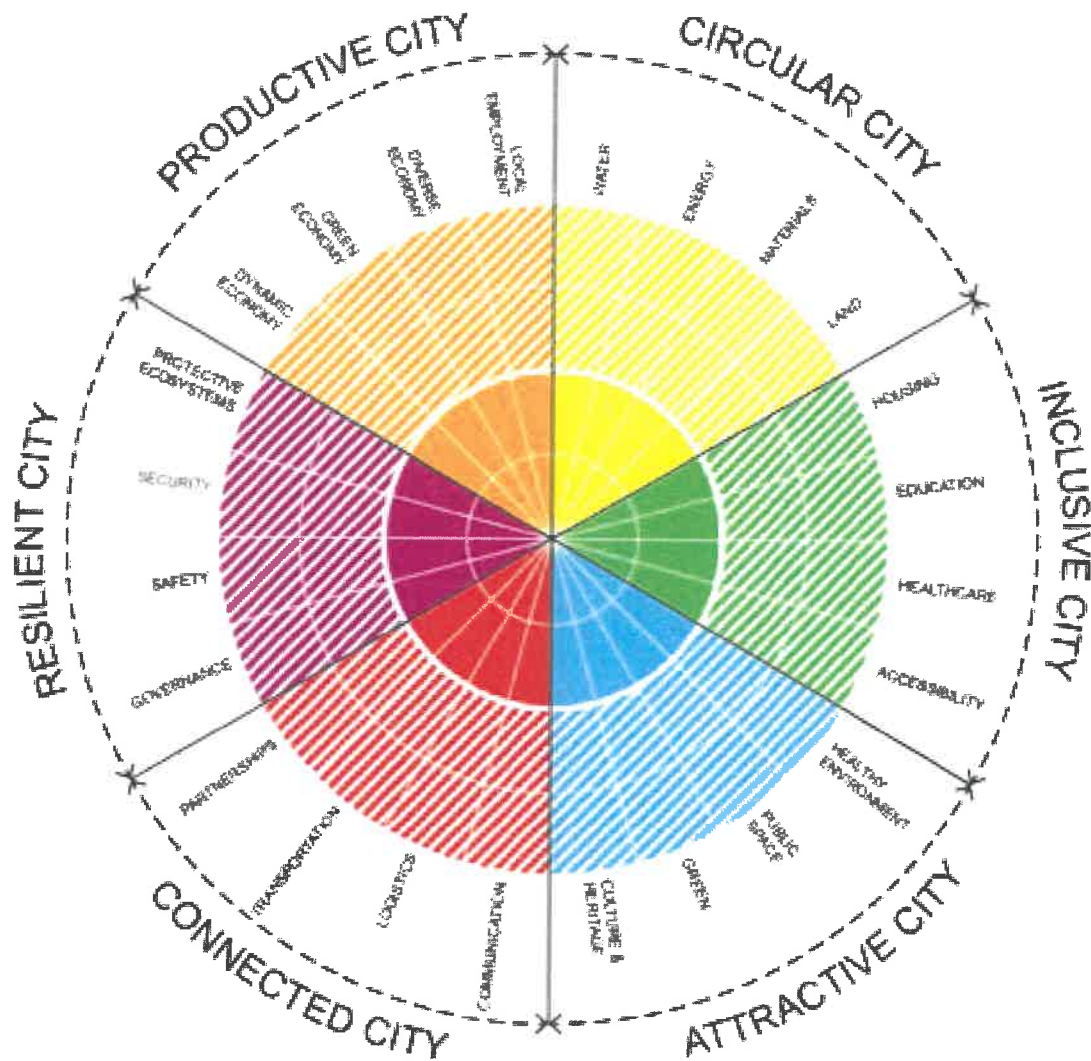 PRODUCTIVE CITY
LOCAL
EMPLOYMENT
DIVERSE
ECONOMY
GREEN
ECONOMY
DYNAMIC
ECONOMY
CIRCULAR CITY
WATER
ENERGY
MATERIALS
LAND
INCLUSIVE CITY
HOUSING
EDUCATION
HEALTHCARE
ACCESSIBILITY
ATTRACTIVE CITY
HEALTHY
ENVIRONMENT
PUBLIC
SPACE
GREEN
CULTURE &
HERITAGE
CONNECTED CITY
COMMUNICATION
LOGISTICS
TRANSPORTATION
PARTNERSHIPS
RESILIENT CITY
GOVERNANCE
SAFETY
SECURITY
PROTECTIVE
ECOSYSTEMS